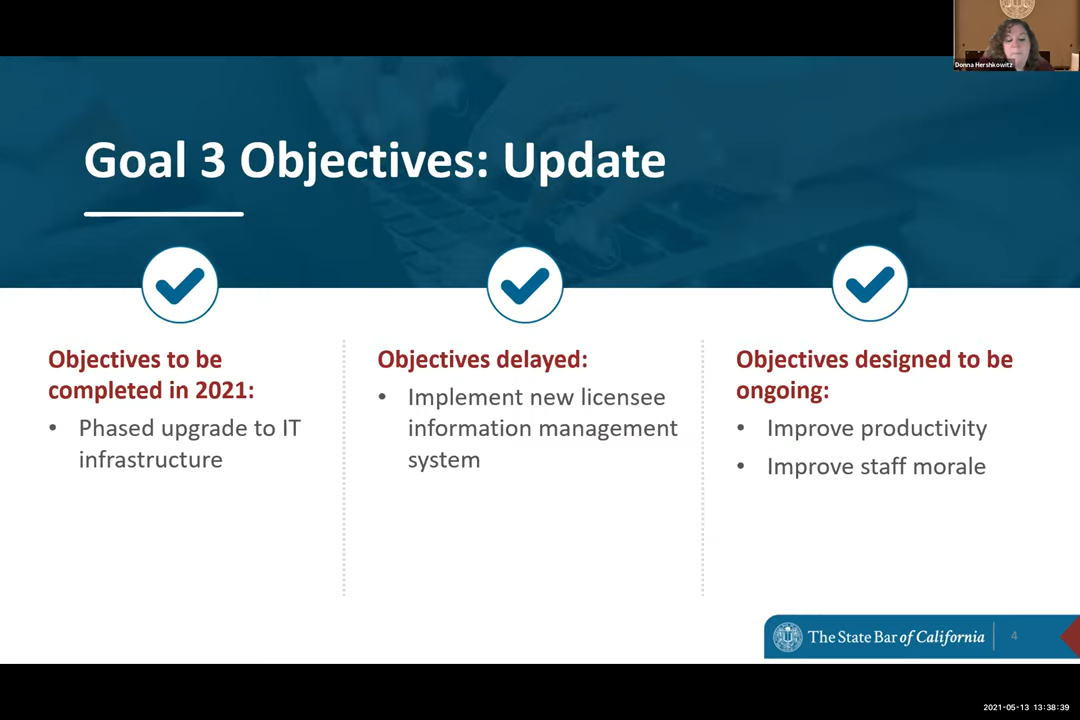 Donna Hershkowitz
Goal 3 Objectives: Update
Objectives to be
completed in 2021:
• Phased upgrade to IT
infrastructure
Objectives delayed:
• Implement new licensee
information management
system
Objectives designed to be
ongoing:
• Improve productivity
• Improve staff morale
The State Bar of California
4
2021-05-13 13:38:39